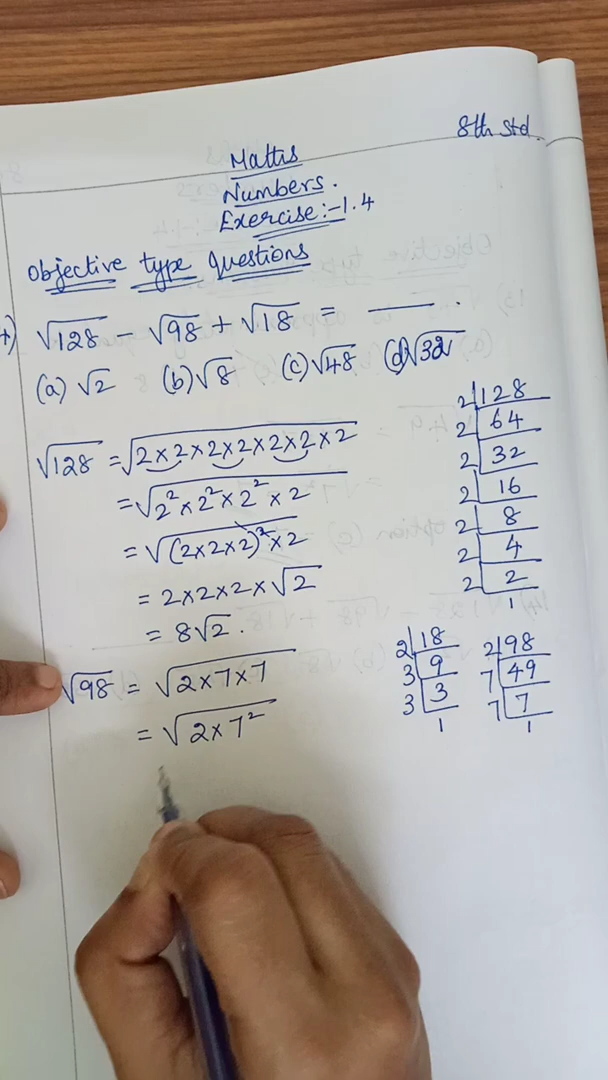 8th std.
Maths
Numbers.
Exercise:-1.4
Objective type questions
√128 - √98 + √18 = ____.
(a) √2 (b) √8 (c) √48 (d) √32
√128 = √2×2×2×2×2×2×2
= √2²×2²×2²×2
= √(2×2×2)²×2
= 2×2×2×√2
= 8√2.
2 128
2 64
2 32
2 16
2 8
2 4
2 2
1
√98 = √2×7×7
= √2×7²
2 18
3 9
3 3
1
2 98
7 49
7 7
1